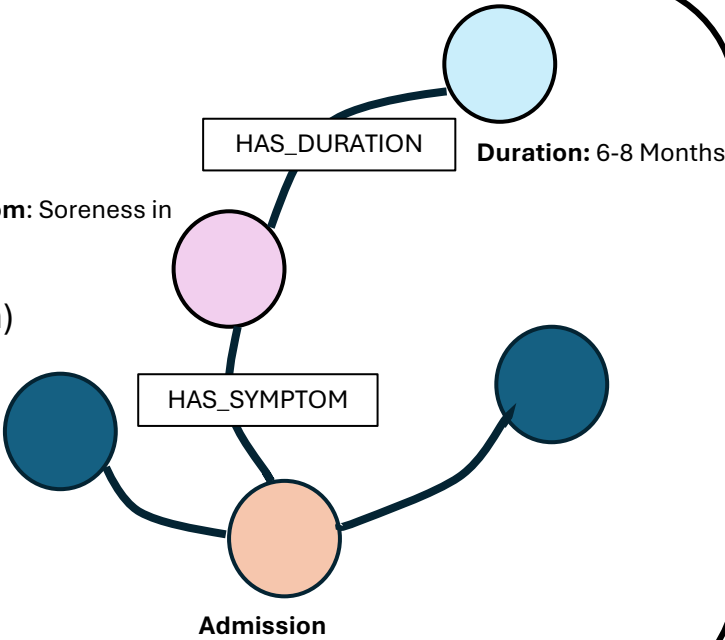 HAS_DURATION
Duration: 6-8 Months
om: Soreness in
)
HAS_SYMPTOM
Admission